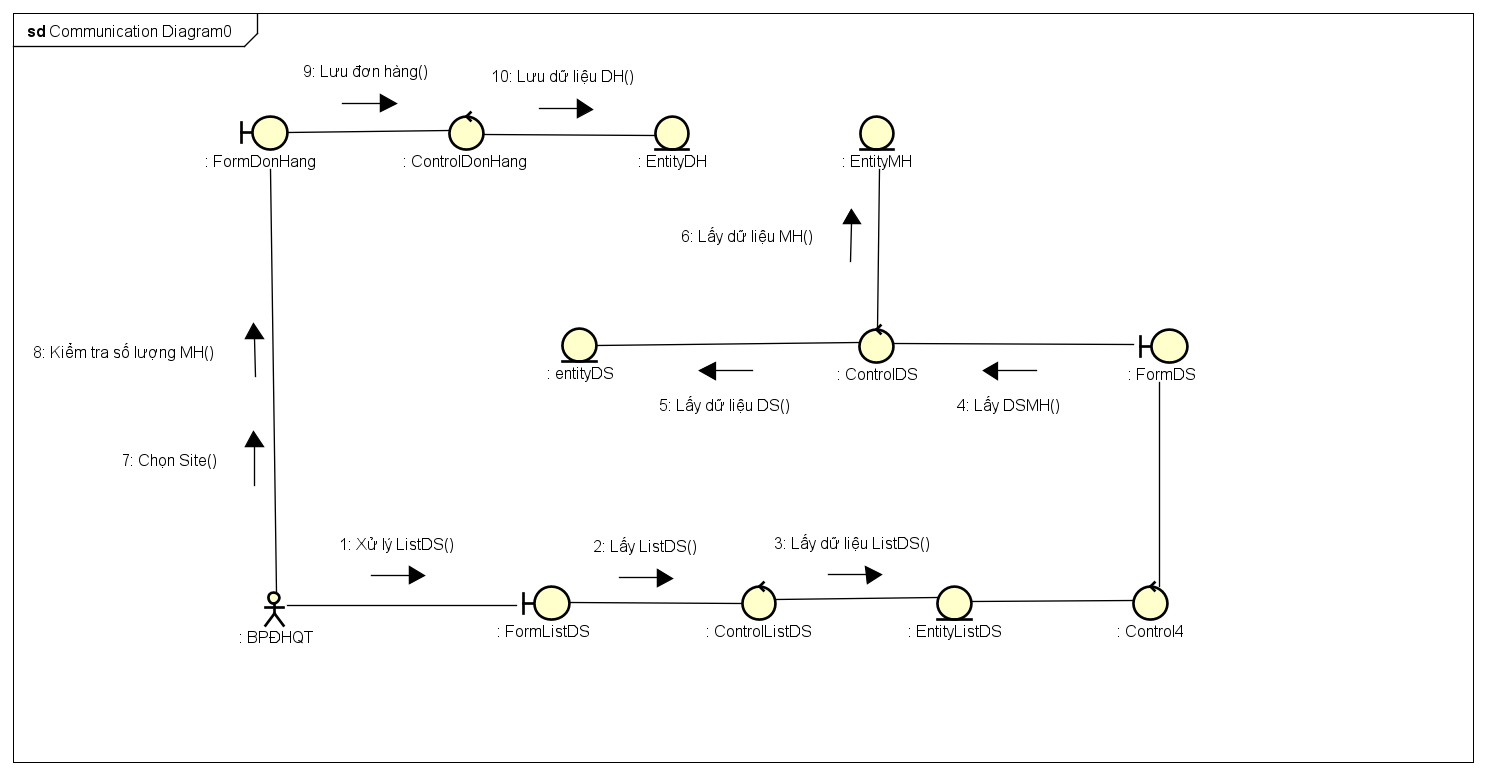 sd Communication Diagram0
9: Lưu đơn hàng()
10: Lưu dữ liệu DH()
: FormDonHang
: ControlDonHang
: EntityDH
: EntityMH
6: Lấy dữ liệu MH()
8: Kiểm tra số lượng MH()
: entityDS
: ControlDS
: FormDS
5: Lấy dữ liệu DS()
4: Lấy DSMH()
7: Chọn Site()
1: Xử lý ListDS()
2: Lấy ListDS()
3: Lấy dữ liệu ListDS()
: BPĐHQT
: FormListDS
: ControlListDS
: EntityListDS
: Control4